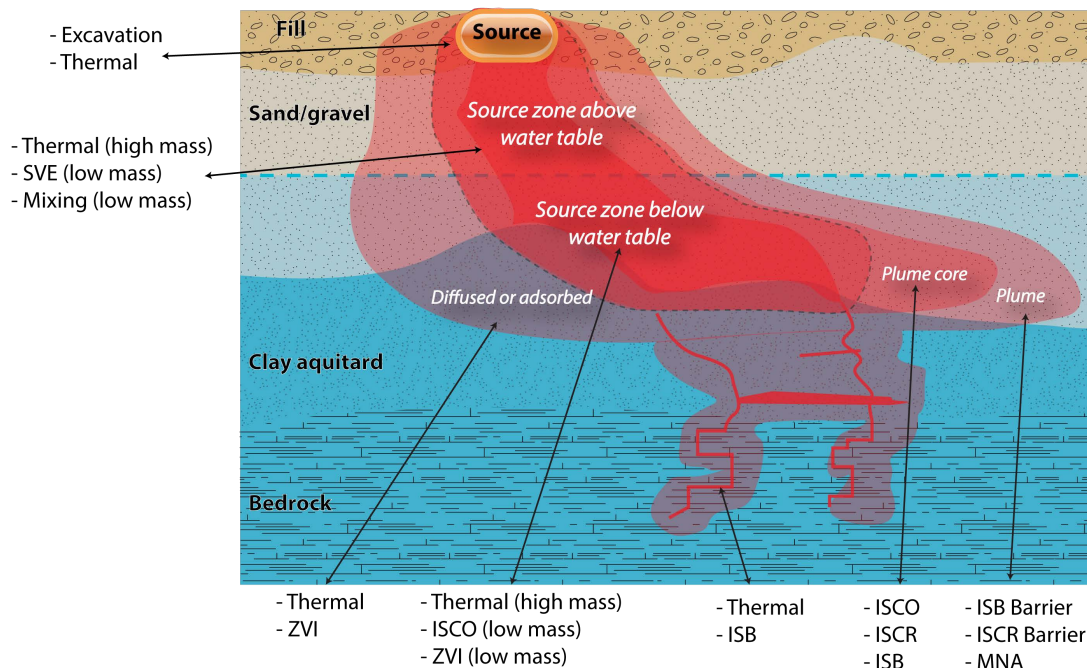 Fill
Source
- Excavation
- Thermal
Sand/gravel
Source zone above
water table
- Thermal (high mass)
- SVE (low mass)
- Mixing (low mass)
Source zone below
water table
Plume core
Diffused or adsorbed
Plume
Clay aquitard
Bedrock
- Thermal
- ZVI
- Thermal (high mass)
- ISCO (low mass)
- ZVI (low mass)
- Thermal
- ISB
- ISCO
- ISCR
- ISB
- ISB Barrier
- ISCR Barrier
- MNA